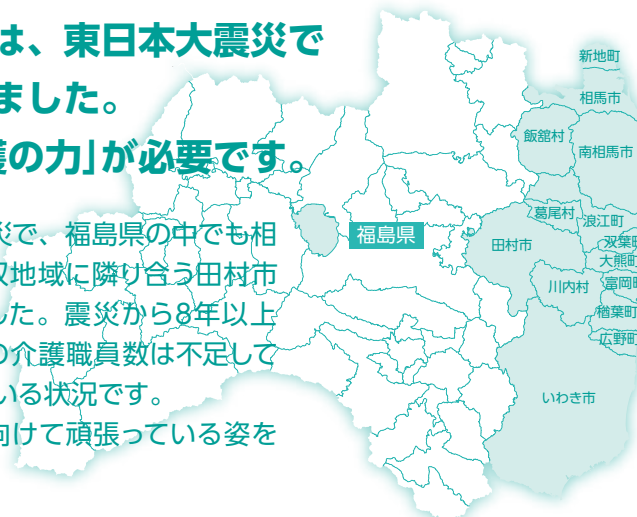 は、東日本大震災で
ました。
護の力」が必要です。
災で、福島県の中でも相
双地域に隣り合う田村市
した。震災から8年以上
の介護職員数は不足して
いる状況です。
向けて頑張っている姿を
福島県
新地町
相馬市
飯舘村
南相馬市
葛尾村
浪江町
田村市
双葉町
大熊町
川内村
富岡町
楢葉町
広野町
いわき市